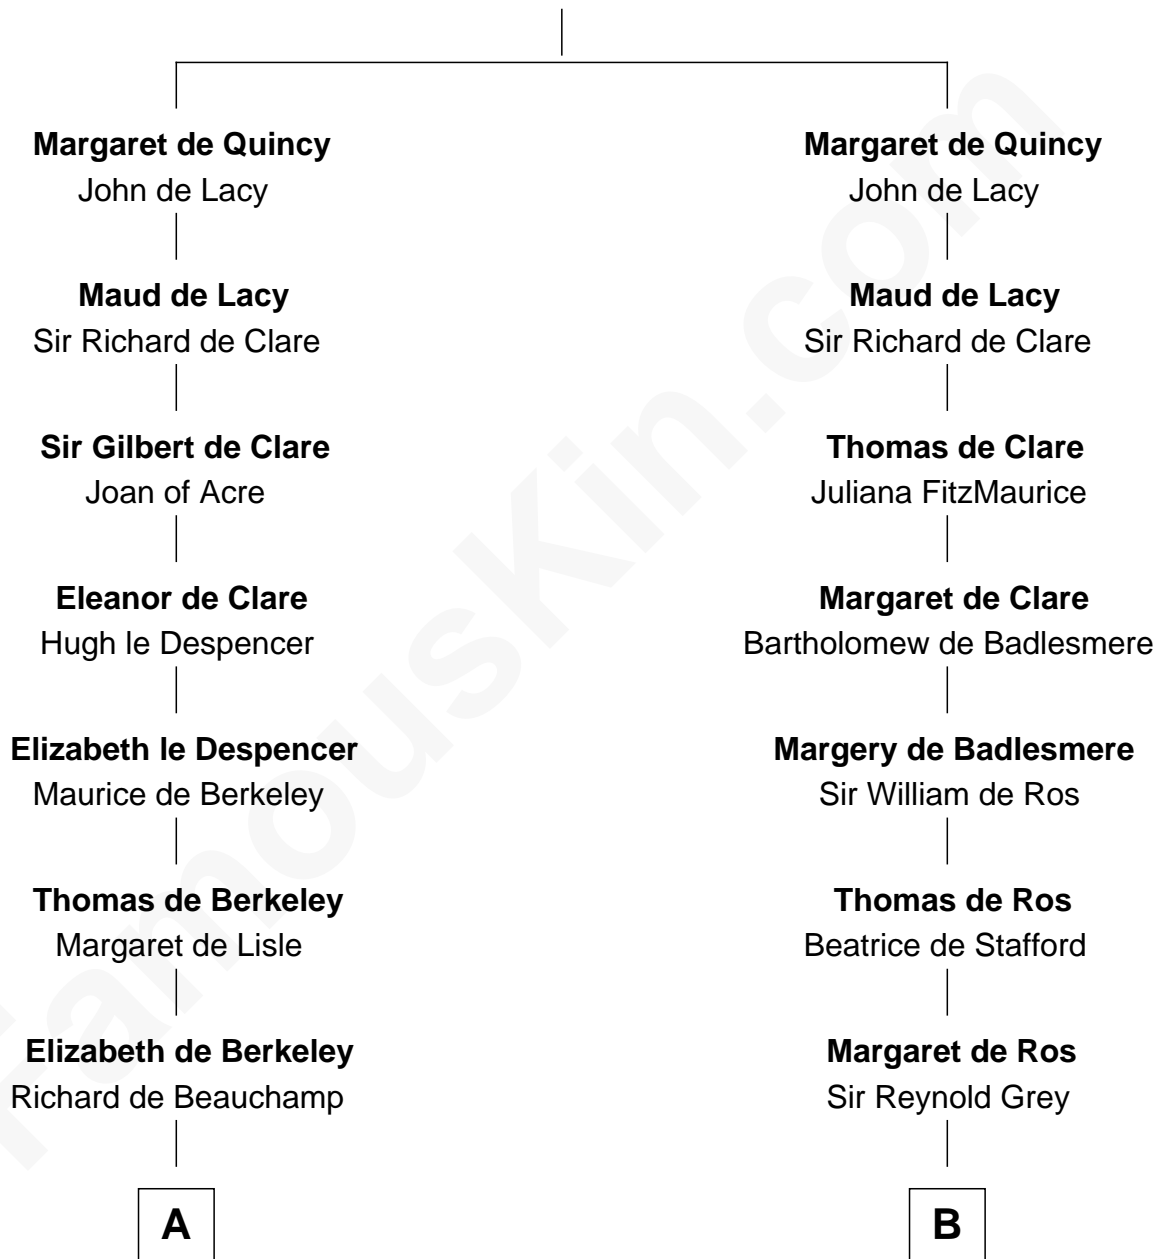 Margaret de Quincy
John de Lacy
Maud de Lacy
Sir Richard de Clare
Sir Gilbert de Clare
Joan of Acre
Eleanor de Clare
Hugh le Despencer
Elizabeth le Despencer
Maurice de Berkeley
Thomas de Berkeley
Margaret de Lisle
Elizabeth de Berkeley
Richard de Beauchamp
A
Margaret de Quincy
John de Lacy
Maud de Lacy
Sir Richard de Clare
Thomas de Clare
Juliana FitzMaurice
Margaret de Clare
Bartholomew de Badlesmere
Margery de Badlesmere
Sir William de Ros
Thomas de Ros
Beatrice de Stafford
Margaret de Ros
Sir Reynold Grey
B
FamousKin.com